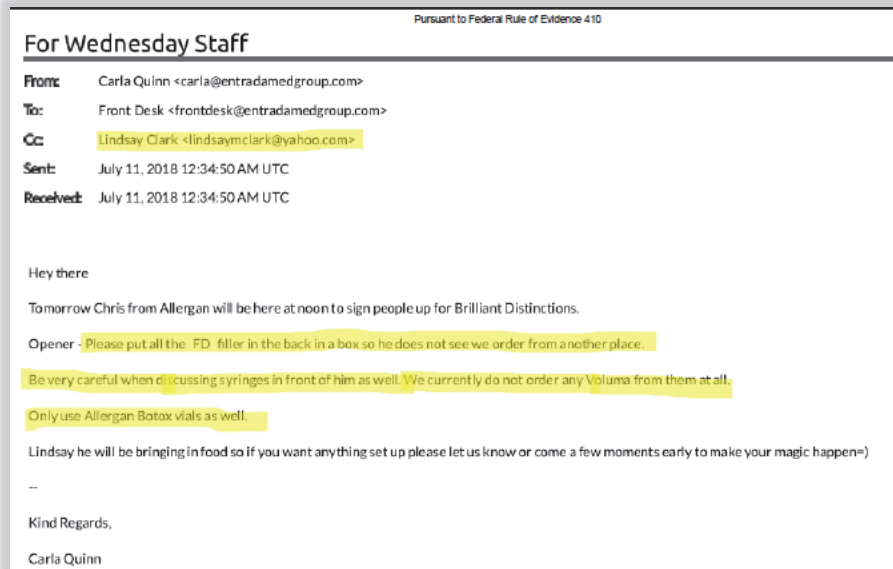 Pursuant to Federal Rule of Evidence 410
For Wednesday Staff
From: Carla Quinn <carla@entradamedgroup.com>
To: Front Desk <frontdesk@entradamedgroup.com>
Cc: Lindsay Clark <lindsaymclark@yahoo.com>
Sent: July 11, 2018 12:34:50 AM UTC
Received: July 11, 2018 12:34:50 AM UTC
Hey there
Tomorrow Chris from Allergan will be here at noon to sign people up for Brilliant Distinctions.
Opener - Please put all the FD filler in the back in a box so he does not see we order from another place.
Be very careful when discussing syringes in front of him as well. We currently do not order any Voluma from them at all.
Only use Allergan Botox vials as well.
Lindsay he will be bringing in food so if you want anything set up please let us know or come a few moments early to make your magic happen=)
--
Kind Regards,
Carla Quinn